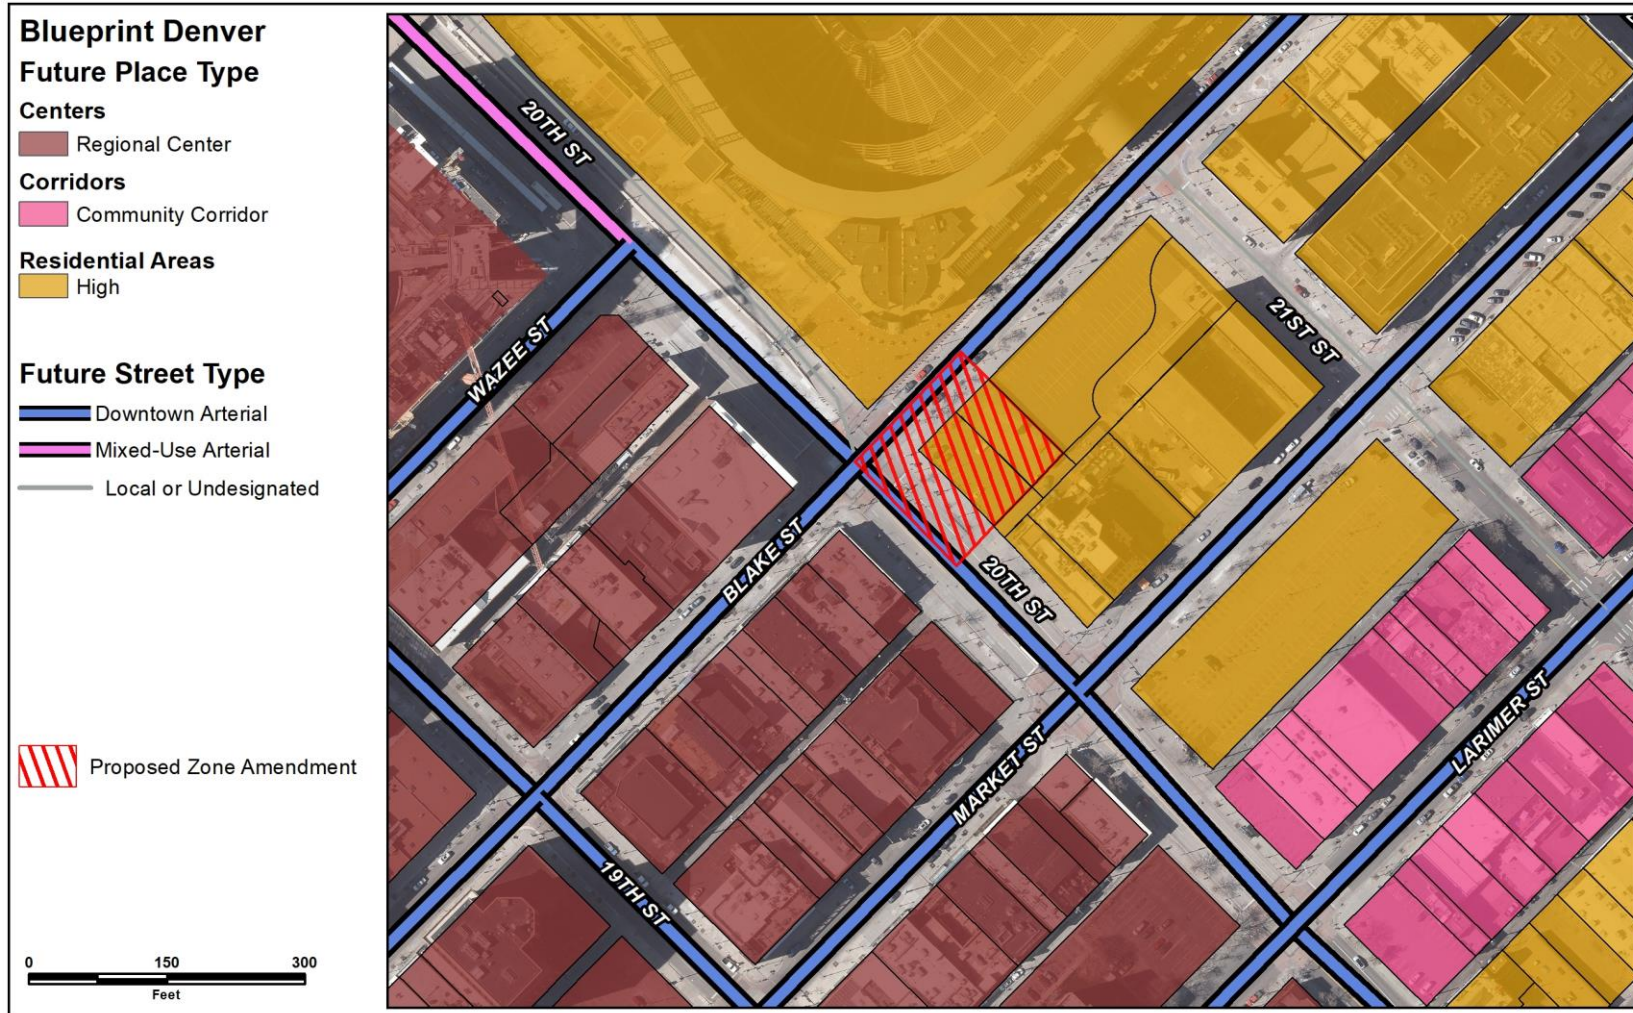 Blueprint Denver
Future Place Type
Centers
Regional Center
Corridors
Community Corridor
Residential Areas
High
Future Street Type
Downtown Arterial
Mixed-Use Arterial
Local or Undesignated
Proposed Zone Amendment
0 150 300
Feet
20TH ST
WAZEE ST
21ST ST
BLAKE ST
20TH ST
MARKET ST
LARIMER ST
19TH ST